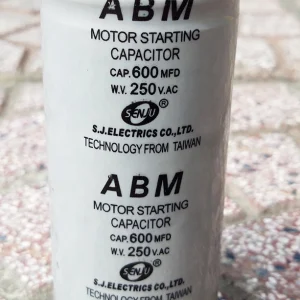 ABM
MOTOR STARTING
CAPACITOR
CAP. 600 MFD
W.V. 250 V.AC
SENJU ®
S.J.ELECTRICS CO.,LTD.
TECHNOLOGY FROM TAIWAN
ABM
MOTOR STARTING
CAPACITOR
CAP. 600 MFD
W.V. 250 V.AC
SENJU ®
S.J.ELECTRICS CO.,LTD.
TECHNOLOGY FROM TAIWAN